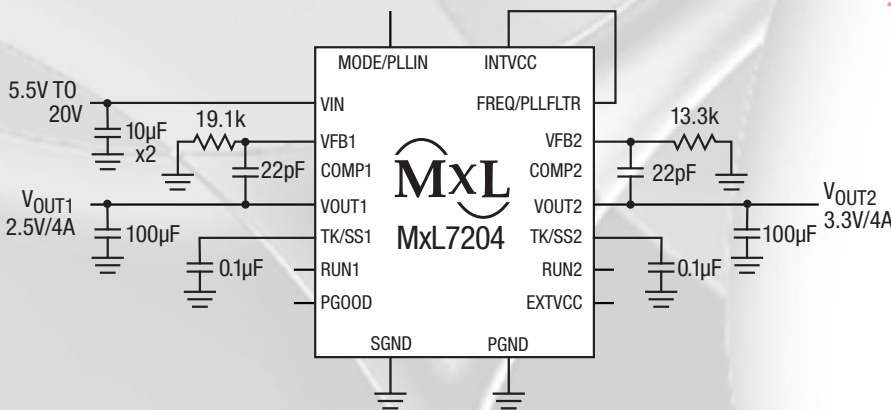 MODE/PLLIN
INTVCC
5.5V TO
20V
VIN
FREQ/PLLFLTR
10µF
x2
19.1k
VFB1
VFB2
13.3k
22pF
COMP1
COMP2
22pF
MXL
MxL7204
VOUT1
2.5V/4A
VOUT1
VOUT2
VOUT2
3.3V/4A
100µF
TK/SS1
TK/SS2
100µF
0.1µF
RUN1
RUN2
0.1µF
PGOOD
EXTVCC
SGND
PGND